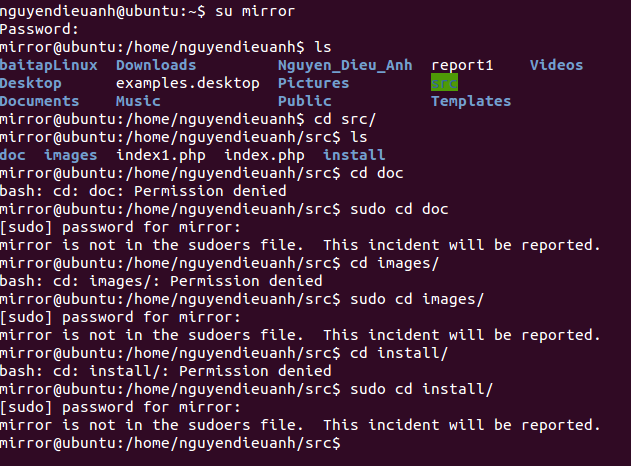 nguyendieuanh@ubuntu:~$ su mirror
Password:
mirror@ubuntu:/home/nguyendieuanh$ ls
baitapLinux  Downloads         Nguyen_Dieu_Anh  report1    Videos
Desktop      examples.desktop  Pictures         src
Documents    Music             Public           Templates
mirror@ubuntu:/home/nguyendieuanh$ cd src/
mirror@ubuntu:/home/nguyendieuanh/src$ ls
doc  images  index1.php  index.php  install
mirror@ubuntu:/home/nguyendieuanh/src$ cd doc
bash: cd: doc: Permission denied
mirror@ubuntu:/home/nguyendieuanh/src$ sudo cd doc
[sudo] password for mirror:
mirror is not in the sudoers file.  This incident will be reported.
mirror@ubuntu:/home/nguyendieuanh/src$ cd images/
bash: cd: images/: Permission denied
mirror@ubuntu:/home/nguyendieuanh/src$ sudo cd images/
[sudo] password for mirror:
mirror is not in the sudoers file.  This incident will be reported.
mirror@ubuntu:/home/nguyendieuanh/src$ cd install/
bash: cd: install/: Permission denied
mirror@ubuntu:/home/nguyendieuanh/src$ sudo cd install/
[sudo] password for mirror:
mirror is not in the sudoers file.  This incident will be reported.
mirror@ubuntu:/home/nguyendieuanh/src$